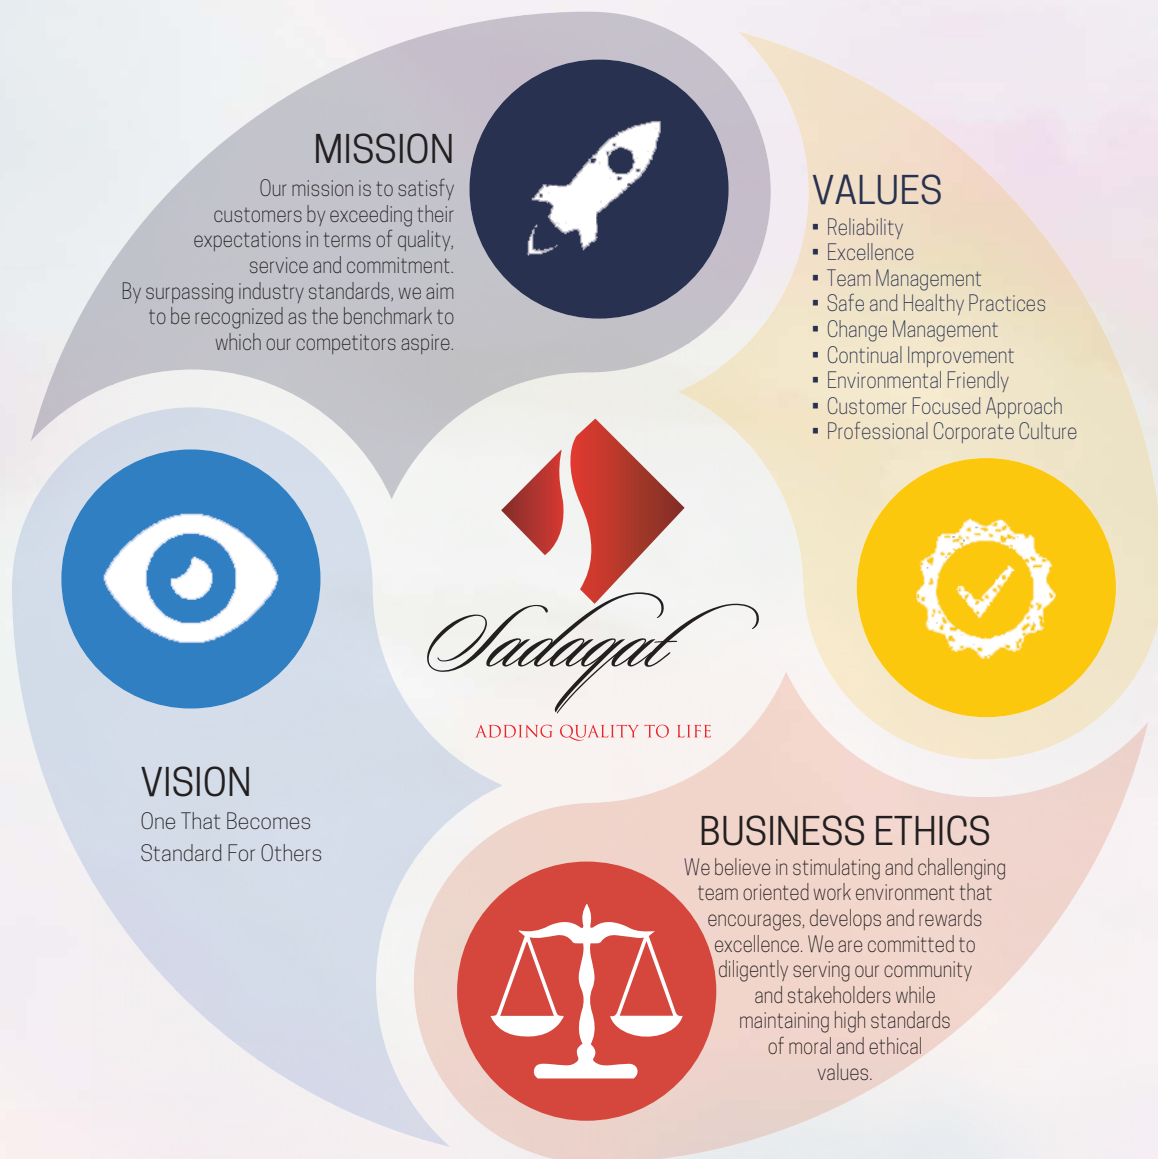 MISSION
Our mission is to satisfy
customers by exceeding their
expectations in terms of quality,
service and commitment.
By surpassing industry standards, we aim
to be recognized as the benchmark to
which our competitors aspire.
VALUES
▪ Reliability
▪ Excellence
▪ Team Management
▪ Safe and Healthy Practices
▪ Change Management
▪ Continual Improvement
▪ Environmental Friendly
▪ Customer Focused Approach
▪ Professional Corporate Culture
Sadaqat
ADDING QUALITY TO LIFE
VISION
One That Becomes
Standard For Others
BUSINESS ETHICS
We believe in stimulating and challenging
team oriented work environment that
encourages, develops and rewards
excellence. We are committed to
diligently serving our community
and stakeholders while
maintaining high standards
of moral and ethical
values.